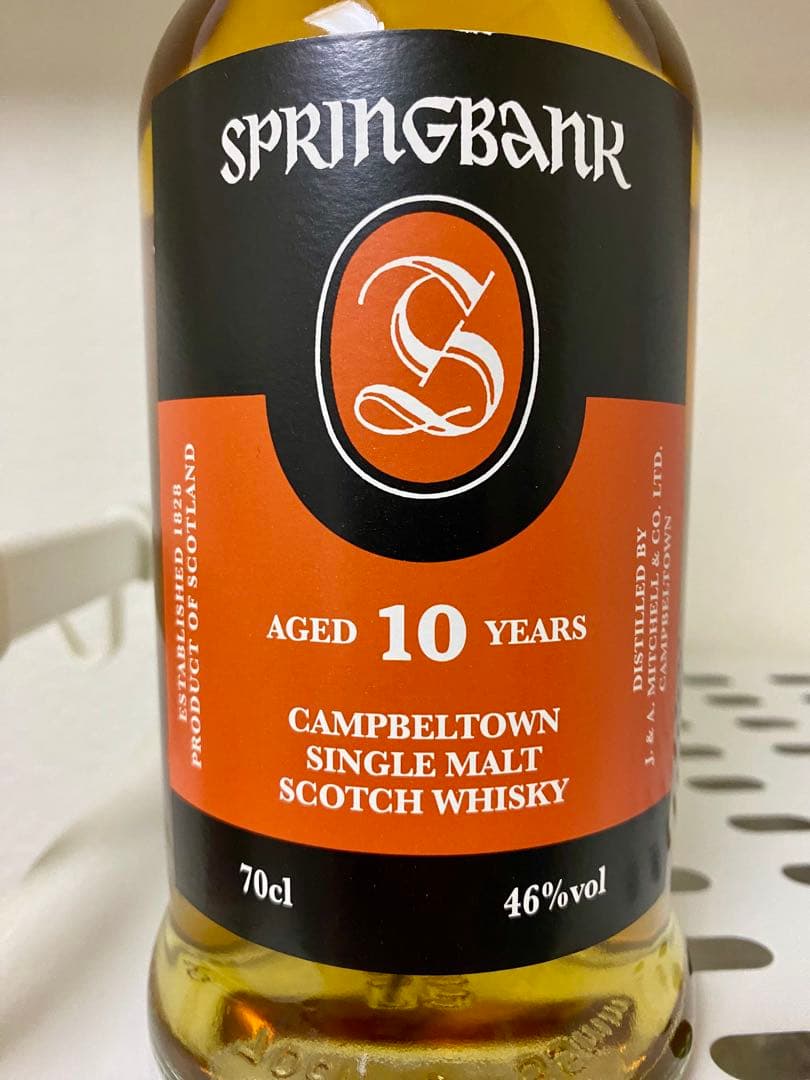 SPRINGBANK
S
ESTABLISHED 1828
PRODUCT OF SCOTLAND
AGED 10 YEARS
CAMPBELTOWN
SINGLE MALT
SCOTCH WHISKY
DISTILLED BY
J. & A. MITCHELL & CO. LTD.
CAMPBELTOWN
70cl
46%vol